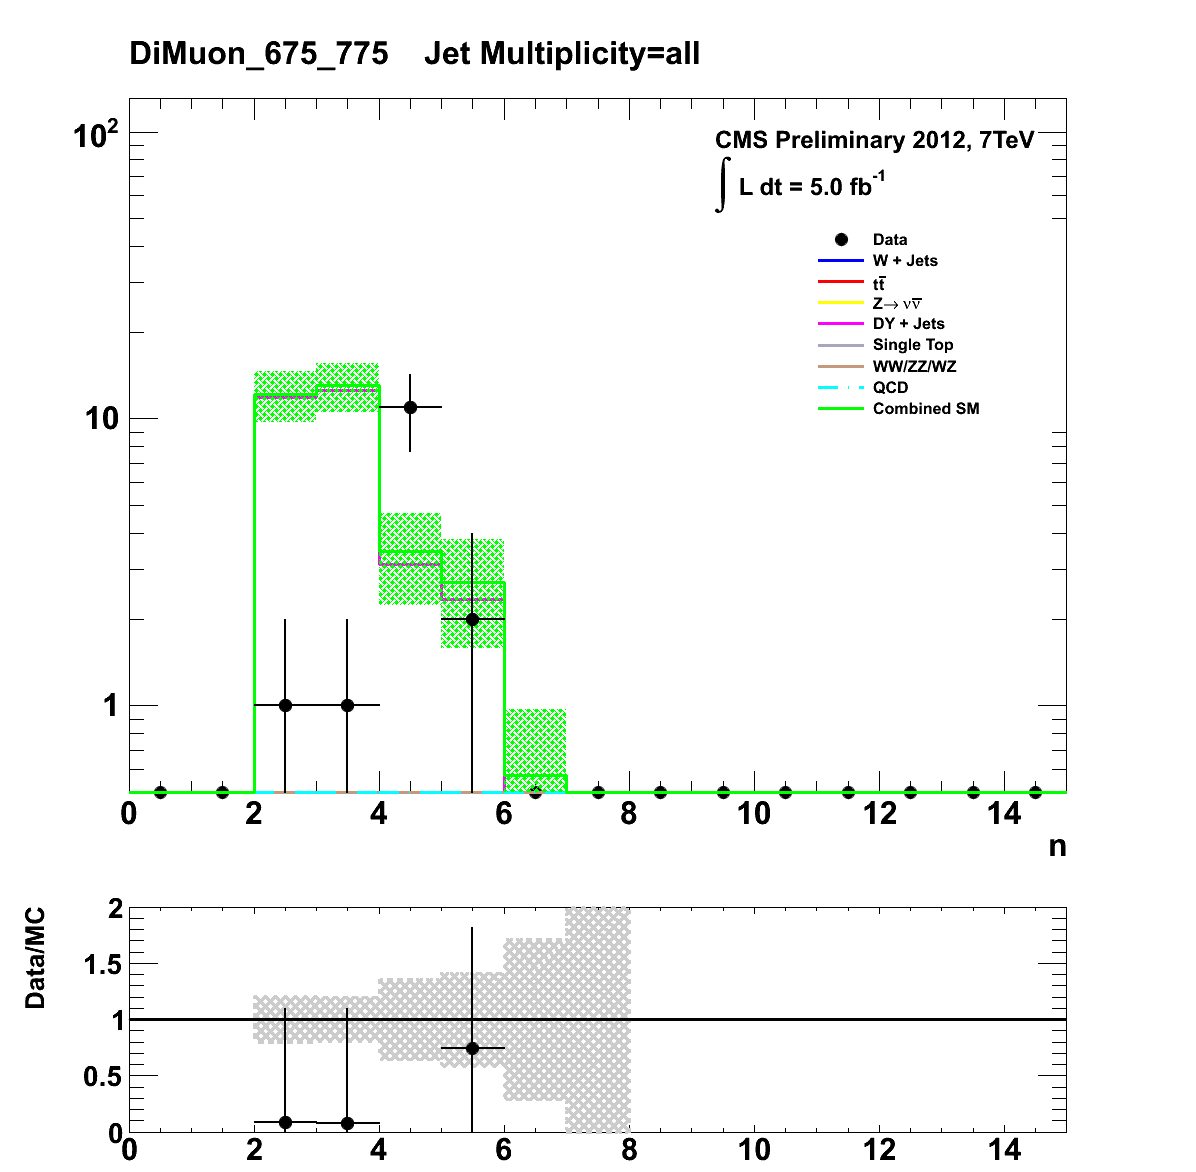 DiMuon_675_775    Jet Multiplicity=all
10²
CMS Preliminary 2012, 7TeV
∫ L dt = 5.0 fb⁻¹
Data
W + Jets
tt̅
Z→ νν̅
DY + Jets
Single Top
WW/ZZ/WZ
QCD
Combined SM
10
1
0 2 4 6 8 10 12 14
n
Data/MC
2
1.5
1
0.5
0
0 2 4 6 8 10 12 14